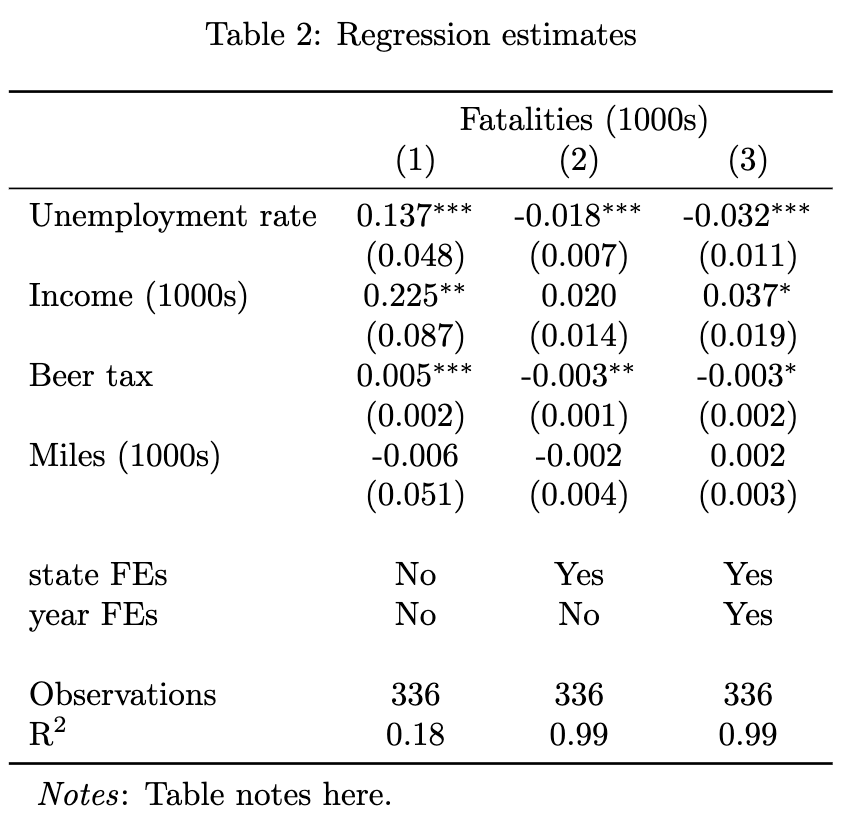 Table 2: Regression estimates
Fatalities (1000s)
(1) (2) (3)
Unemployment rate 0.137*** -0.018*** -0.032***
(0.048) (0.007) (0.011)
Income (1000s) 0.225** 0.020 0.037*
(0.087) (0.014) (0.019)
Beer tax 0.005*** -0.003** -0.003*
(0.002) (0.001) (0.002)
Miles (1000s) -0.006 -0.002 0.002
(0.051) (0.004) (0.003)
state FEs No Yes Yes
year FEs No No Yes
Observations 336 336 336
R² 0.18 0.99 0.99
Notes: Table notes here.